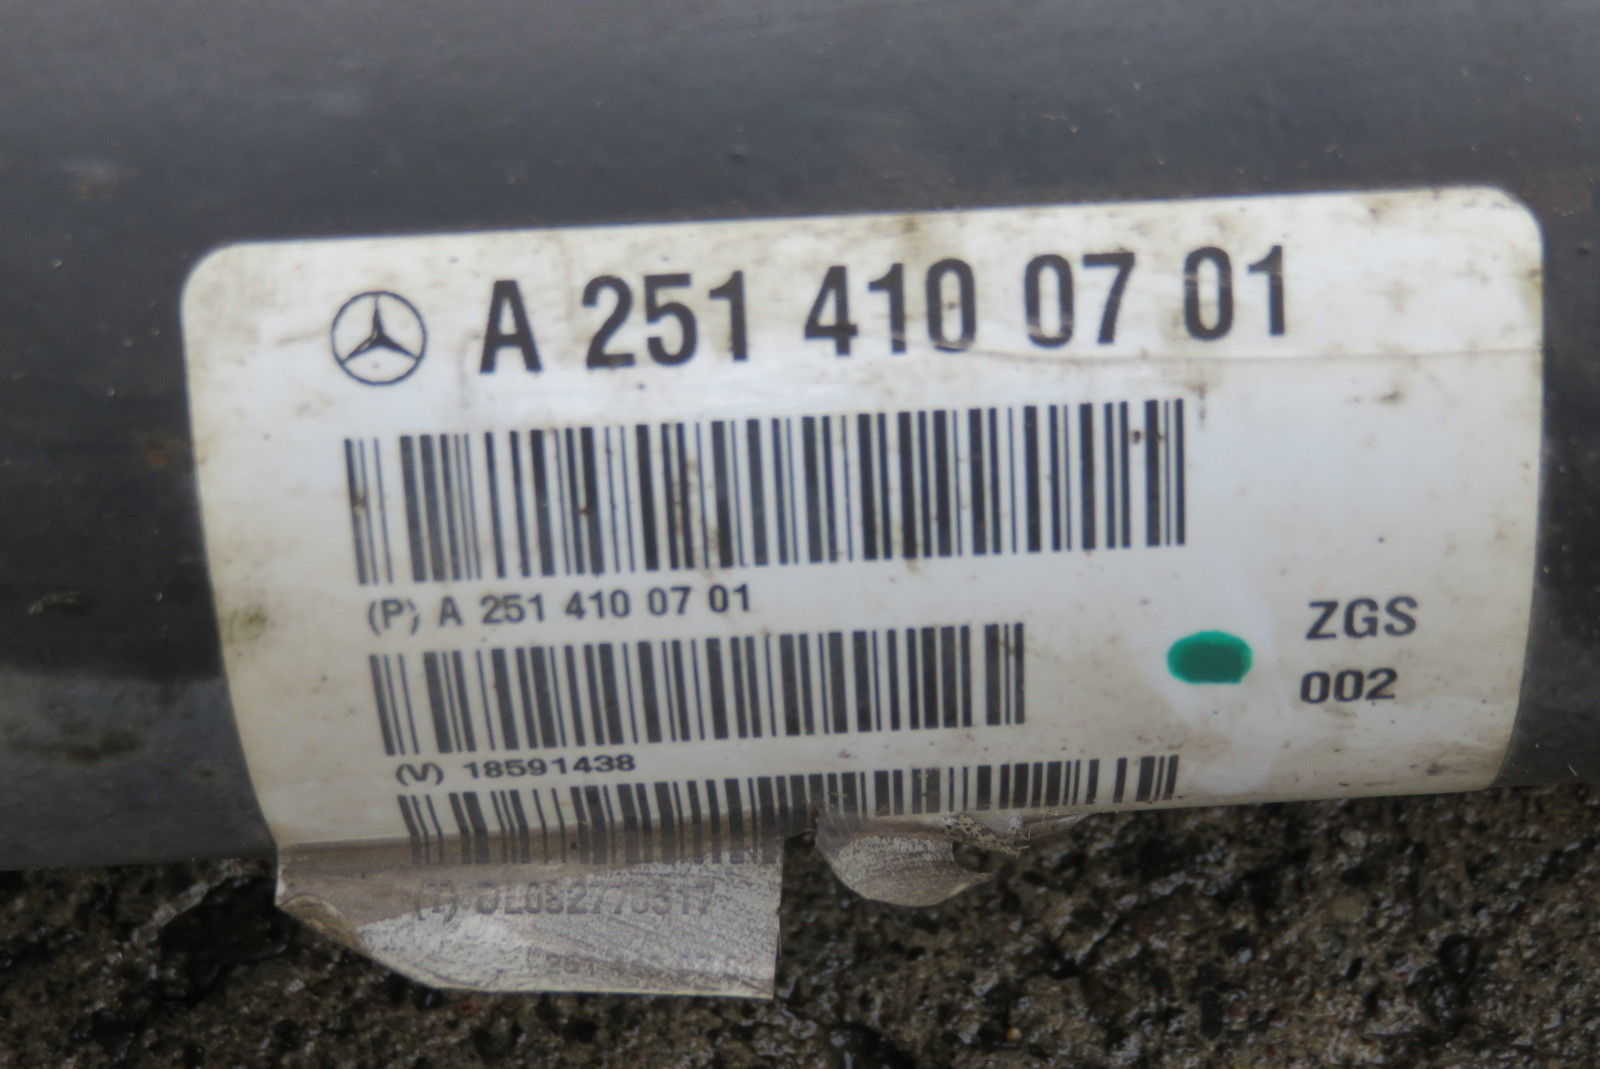 A 251 410 07 01
(P) A 251 410 07 01
ZGS
002
(V) 18591438